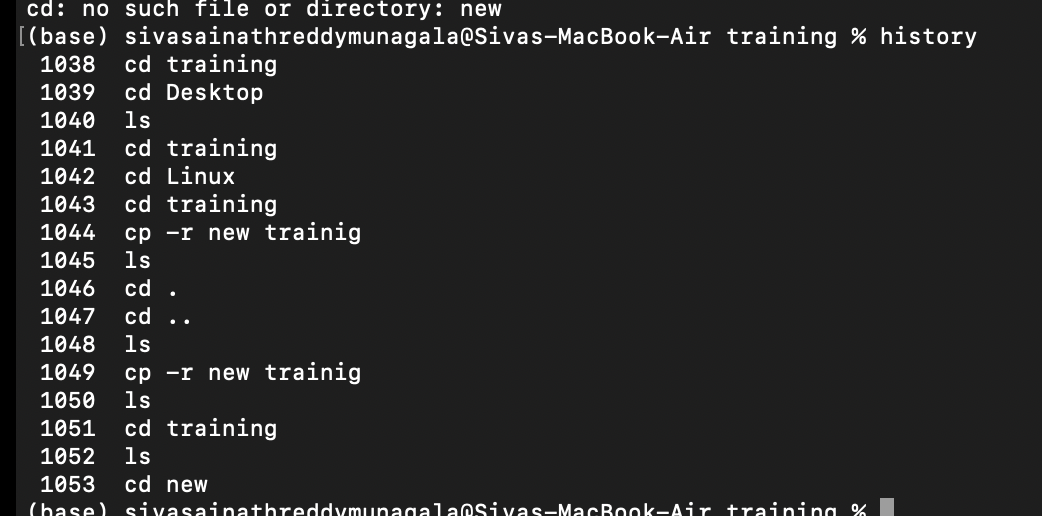 cd: no such file or directory: new
[(base) sivasainathreddymunagala@Sivas-MacBook-Air training % history
1038 cd training
1039 cd Desktop
1040 ls
1041 cd training
1042 cd Linux
1043 cd training
1044 cp -r new trainig
1045 ls
1046 cd .
1047 cd ..
1048 ls
1049 cp -r new trainig
1050 ls
1051 cd training
1052 ls
1053 cd new
(base) sivasainathreddymunagala@Sivas-MacBook-Air training %